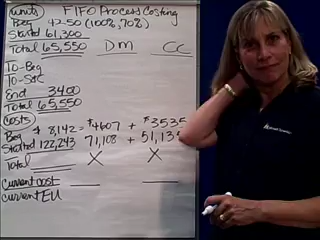 Units FIFO Process Costing
Beg 4250 (100%, 70%)
Started 61,300
Total 65,550 DM CC
To-Beg
To-S&C
End 3400
Total 65,550
Costs
Beg $8,142 = $4607 + $3535
Started 122,243 71,108 + 51,135
Total X X
Current cost
Current EU